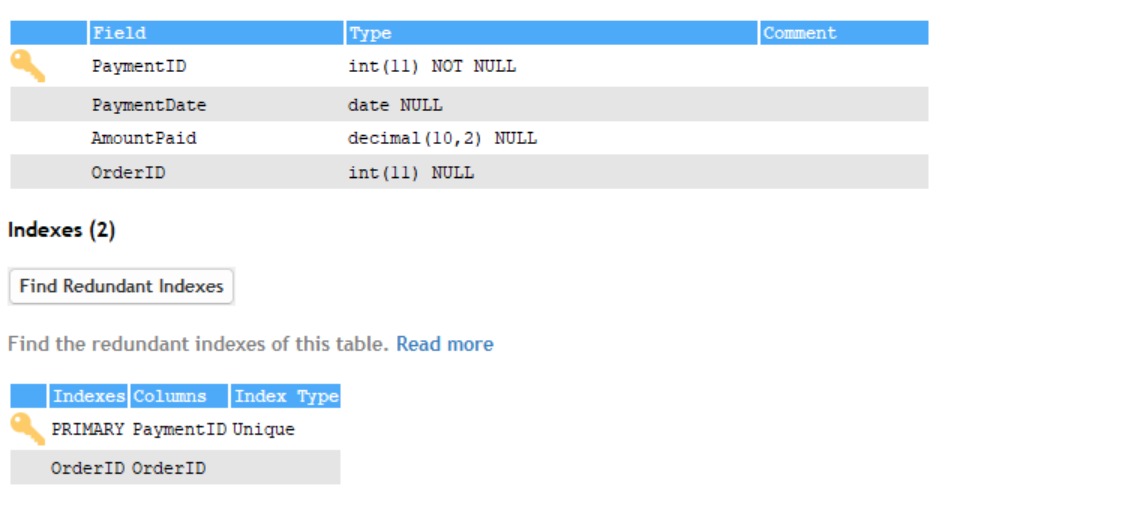 Field Type Comment
PaymentID int(11) NOT NULL
PaymentDate date NULL
AmountPaid decimal(10,2) NULL
OrderID int(11) NULL
Indexes (2)
Find Redundant Indexes
Find the redundant indexes of this table. Read more
Indexes Columns Index Type
PRIMARY PaymentID Unique
OrderID OrderID